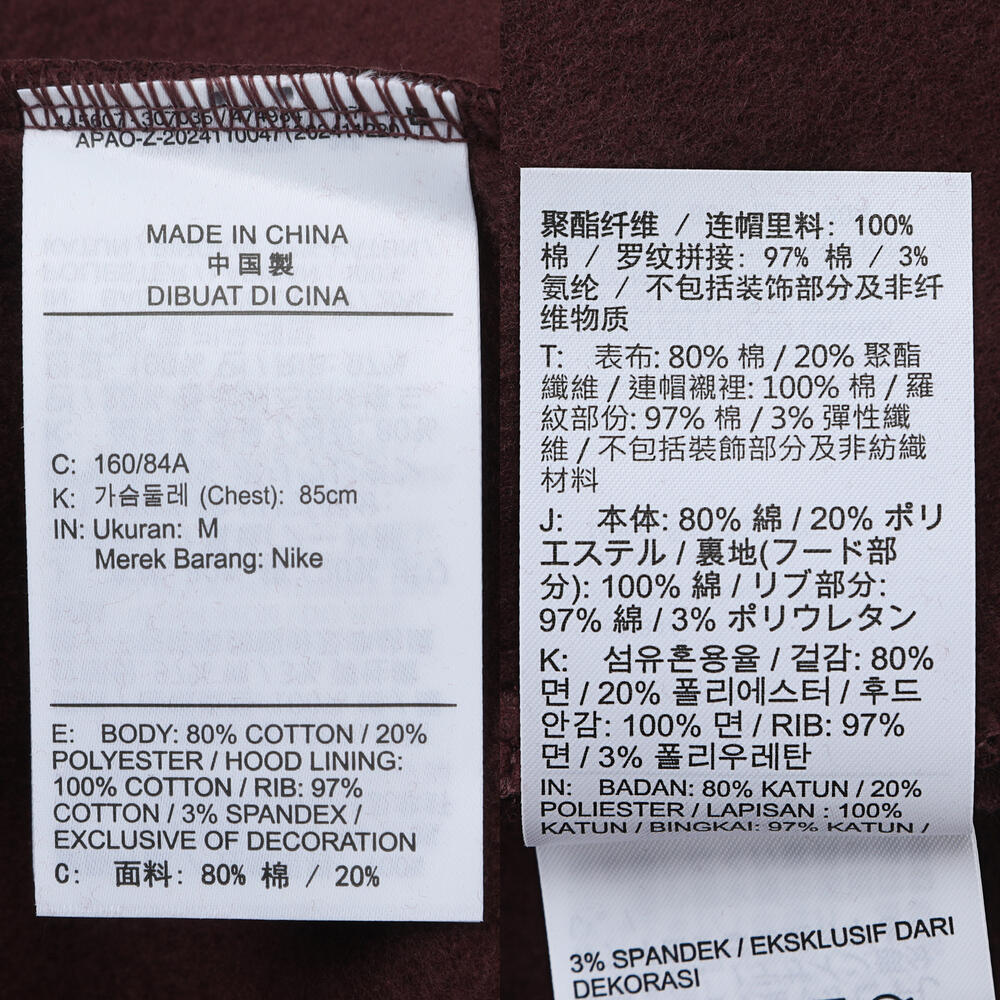 APAO-Z-2024110047
MADE IN CHINA
中国製
DIBUAT DI CINA
C: 160/84A
K: 가슴둘레 (Chest): 85cm
IN: Ukuran: M
Merek Barang: Nike
E: BODY: 80% COTTON / 20%
POLYESTER / HOOD LINING:
100% COTTON / RIB: 97%
COTTON / 3% SPANDEX /
EXCLUSIVE OF DECORATION
C: 面料: 80% 棉 / 20%
聚酯纤维 / 连帽里料: 100%
棉 / 罗纹拼接: 97% 棉 / 3%
氨纶 / 不包括装饰部分及非纤
维物质
T: 表布: 80% 棉 / 20% 聚酯
纖維 / 連帽襯裡: 100% 棉 / 羅
紋部份: 97% 棉 / 3% 彈性纖
維 / 不包括裝飾部分及非紡織
材料
J: 本体: 80% 綿 / 20% ポリ
エステル / 裏地(フード部
分): 100% 綿 / リブ部分:
97% 綿 / 3% ポリウレタン
K: 섬유혼용율 / 겉감: 80%
면 / 20% 폴리에스터 / 후드
안감: 100% 면 / RIB: 97%
면 / 3% 폴리우레탄
IN: BADAN: 80% KATUN / 20%
POLIESTER / LAPISAN : 100%
KATUN / BINGKAI: 97% KATUN /
3% SPANDEK / EKSKLUSIF DARI
DEKORASI